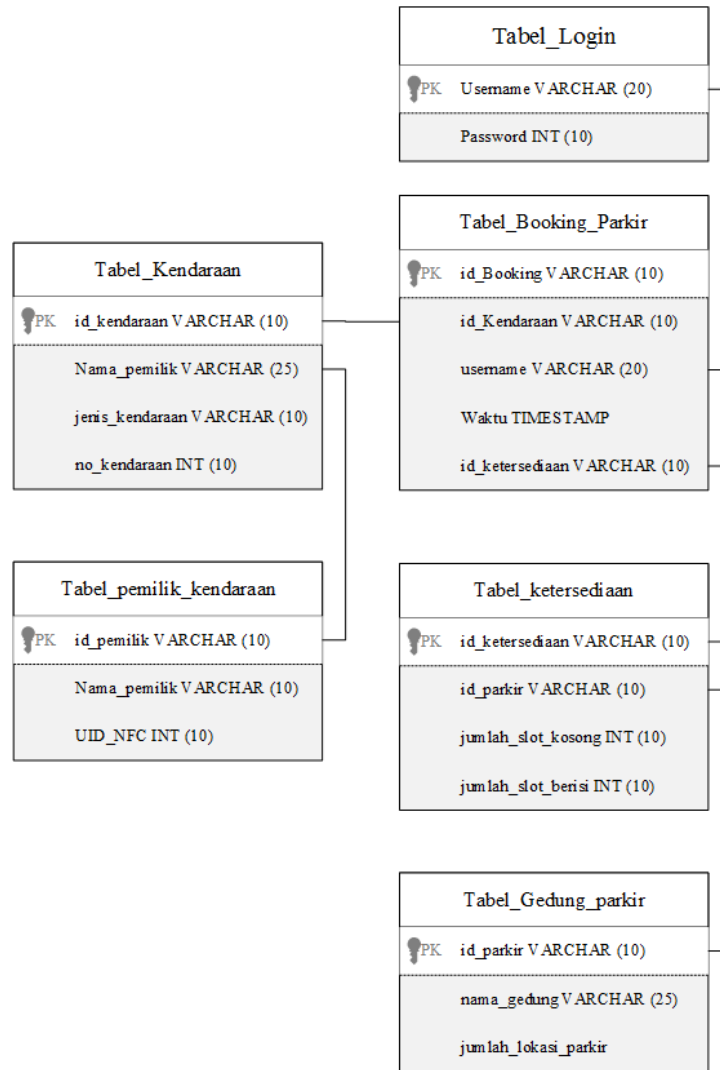 Tabel_Login
PK Username VARCHAR (20)
Password INT (10)
Tabel_Booking_Parkir
PK id_Booking VARCHAR (10)
id_Kendaraan VARCHAR (10)
username VARCHAR (20)
Waktu TIMESTAMP
id_ketersediaan VARCHAR (10)
Tabel_Kendaraan
PK id_kendaraan VARCHAR (10)
Nama_pemilik VARCHAR (25)
jenis_kendaraan VARCHAR (10)
no_kendaraan INT (10)
Tabel_pemilik_kendaraan
PK id_pemilik VARCHAR (10)
Nama_pemilik VARCHAR (10)
UID_NFC INT (10)
Tabel_ketersediaan
PK id_ketersediaan VARCHAR (10)
id_parkir VARCHAR (10)
jumlah_slot_kosong INT (10)
jumlah_slot_berisi INT (10)
Tabel_Gedung_parkir
PK id_parkir VARCHAR (10)
nama_gedung VARCHAR (25)
jumlah_lokasi_parkir